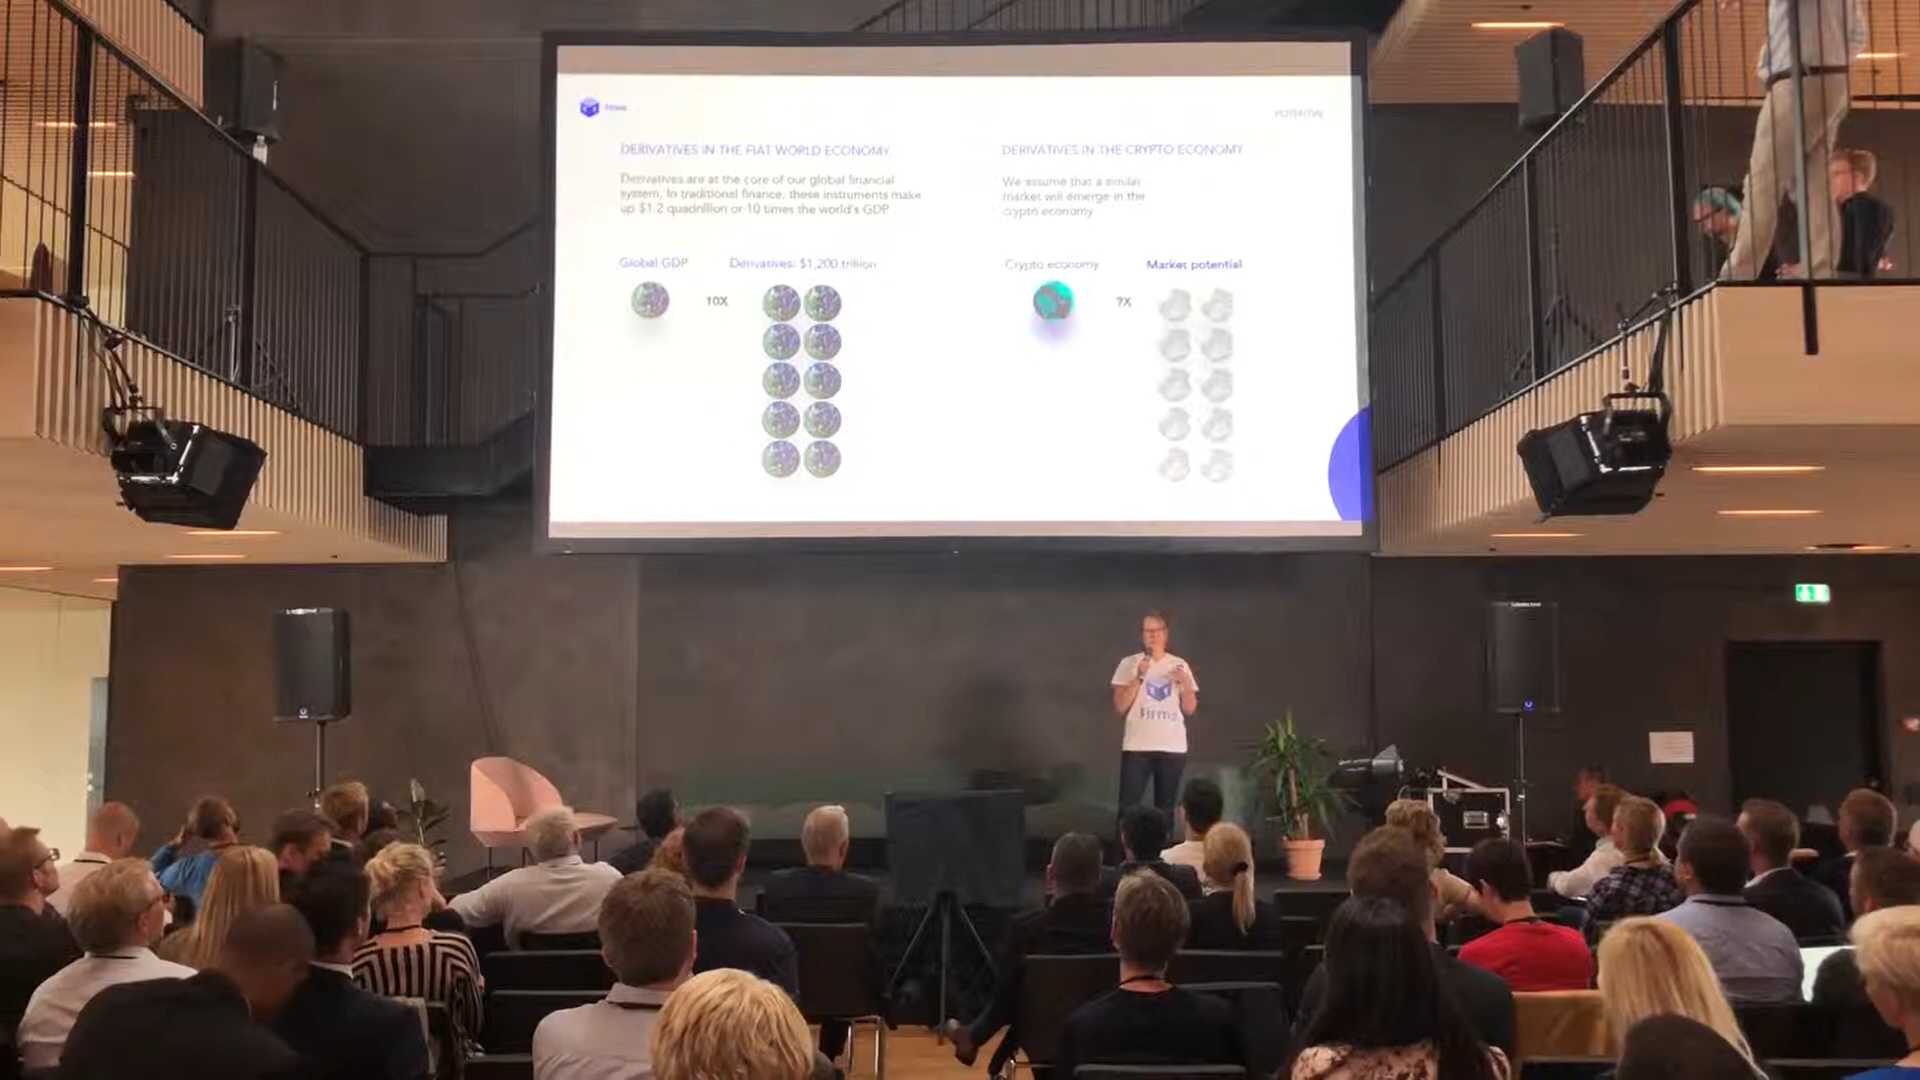 Firmo
POTENTIAL
DERIVATIVES IN THE FIAT WORLD ECONOMY
Derivatives are at the core of our global financial
system. In traditional finance, these instruments make
up $1.2 quadrillion or 10 times the world's GDP
Global GDP
Derivatives: $1,200 trillion
10X
DERIVATIVES IN THE CRYPTO ECONOMY
We assume that a similar
market will emerge in the
crypto economy
Crypto economy
Market potential
?X
Firmo